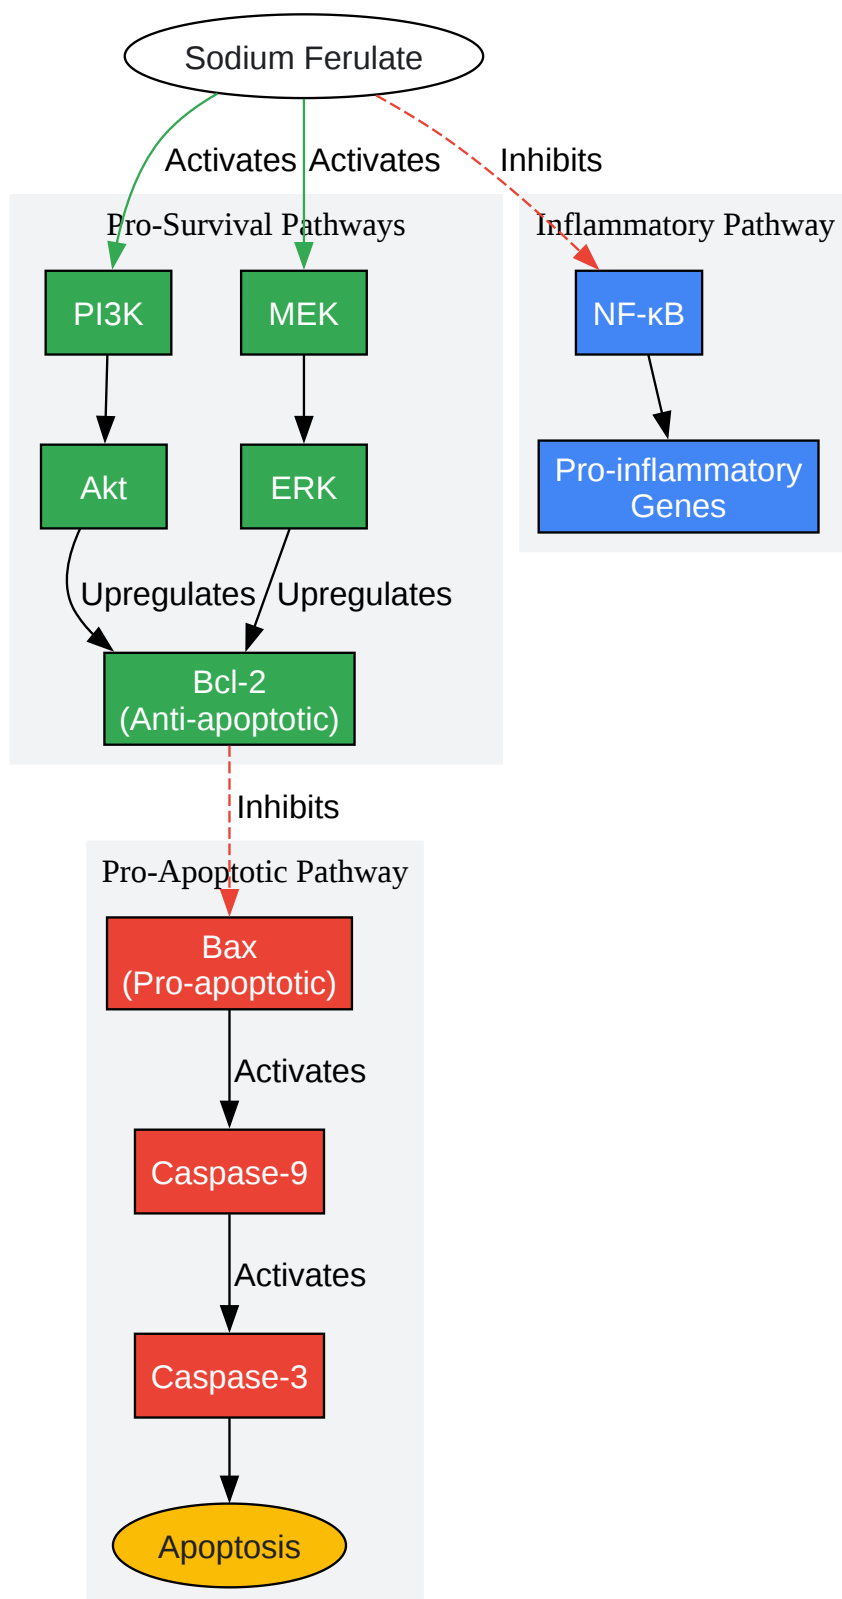 Sodium Ferulate
Activates
Activates
Inhibits
Pro-Survival Pathways
Inflammatory Pathway
PI3K
MEK
NF-κB
Akt
ERK
Pro-inflammatory
Genes
Upregulates
Upregulates
Bcl-2
(Anti-apoptotic)
Inhibits
Pro-Apoptotic Pathway
Bax
(Pro-apoptotic)
Activates
Caspase-9
Activates
Caspase-3
Apoptosis